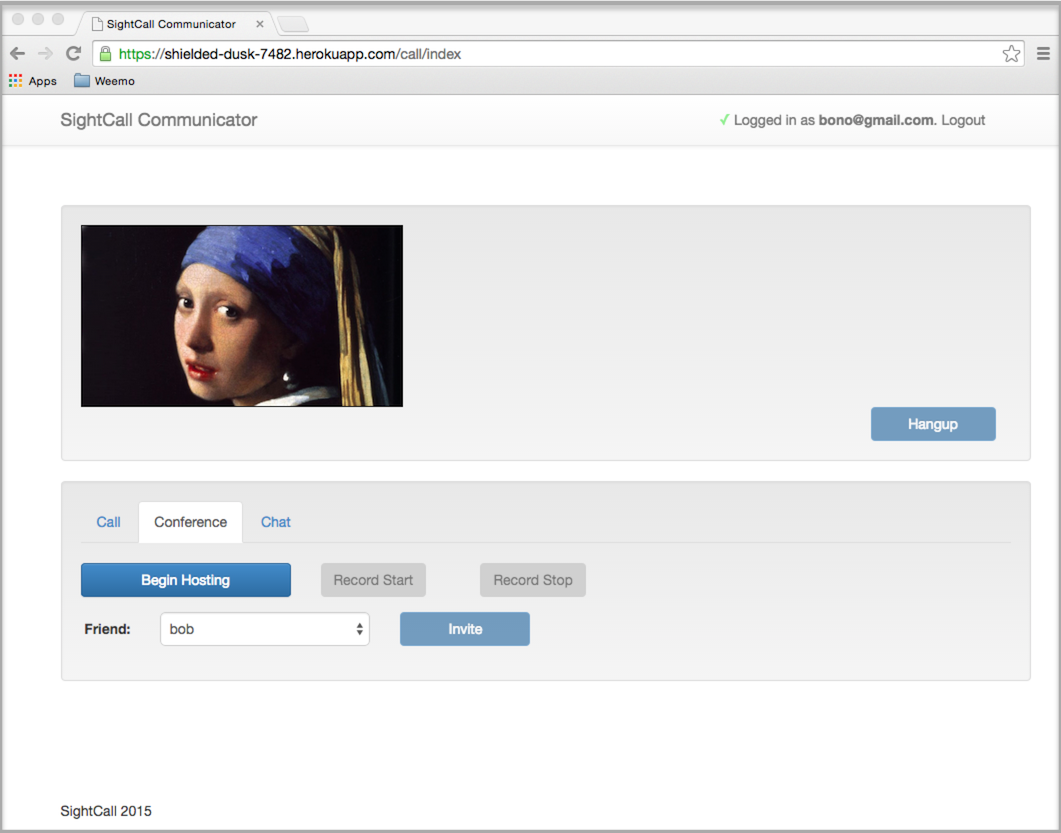 SightCall Communicator
https://shielded-dusk-7482.herokuapp.com/call/index
Apps Weemo
SightCall Communicator ✓ Logged in as bono@gmail.com. Logout
Hangup
Call Conference Chat
Begin Hosting Record Start Record Stop
Friend: bob Invite
SightCall 2015